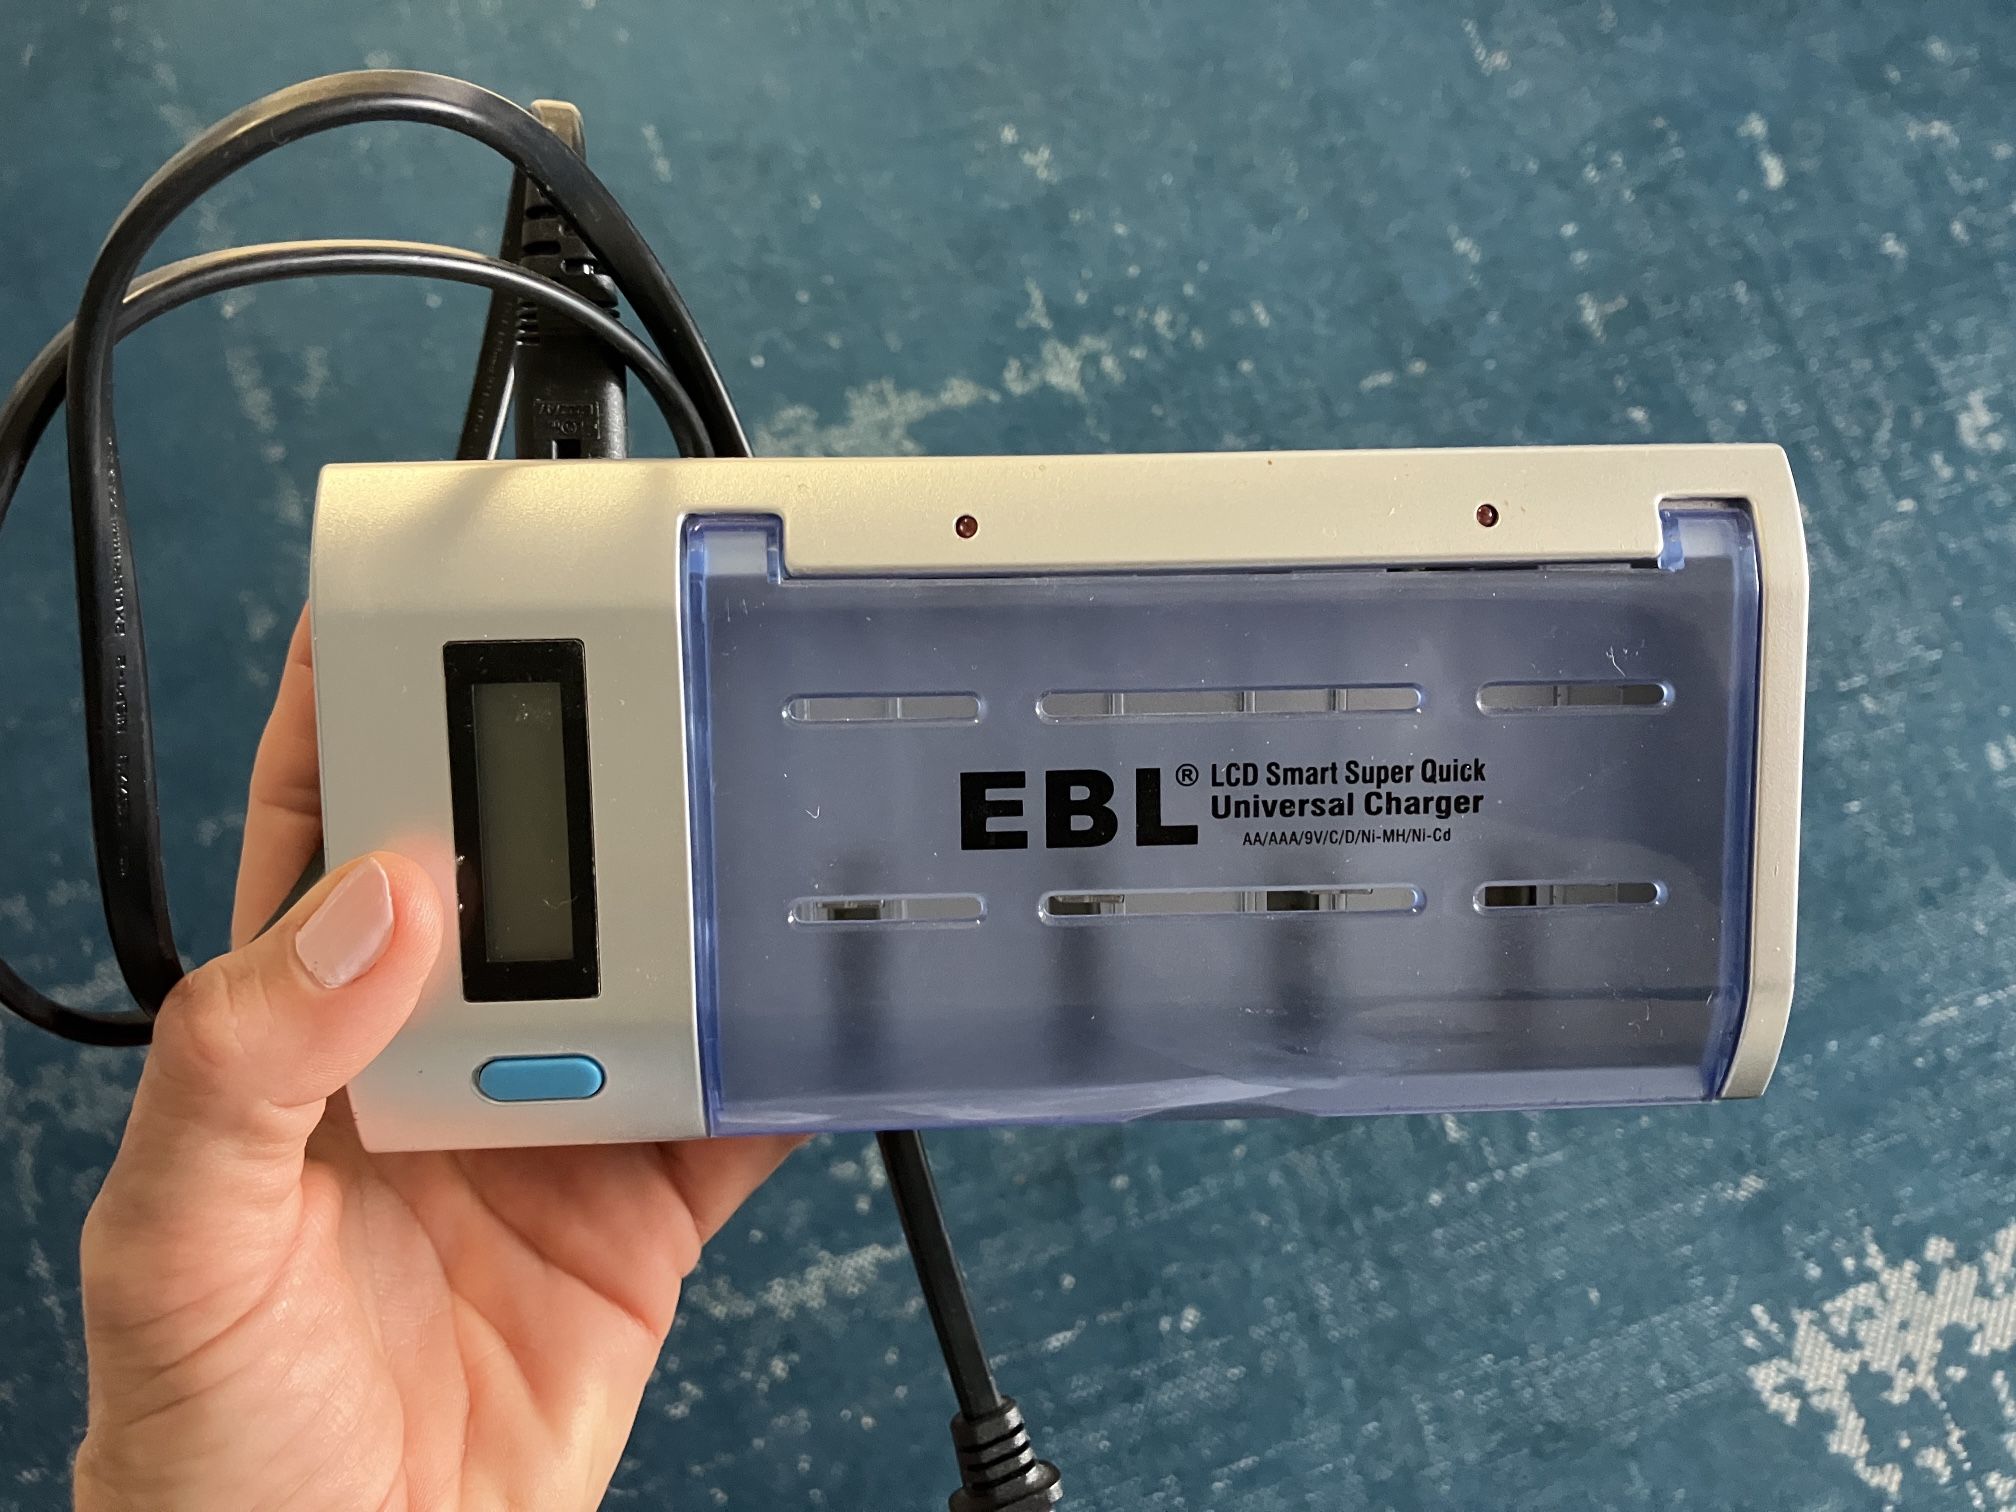 EBL® LCD Smart Super Quick
Universal Charger
AA/AAA/9V/C/D/Ni-MH/Ni-Cd